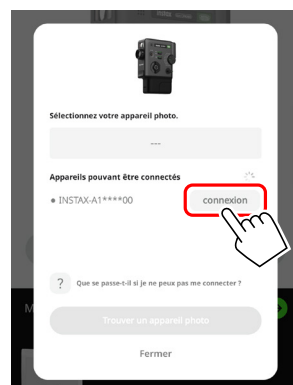 Sélectionnez votre appareil photo.
---
Appareils pouvant être connectés
• INSTAX-A1****00 connexion
? Que se passe-t-il si je ne peux pas me connecter ?
Trouver un appareil photo
Fermer
M